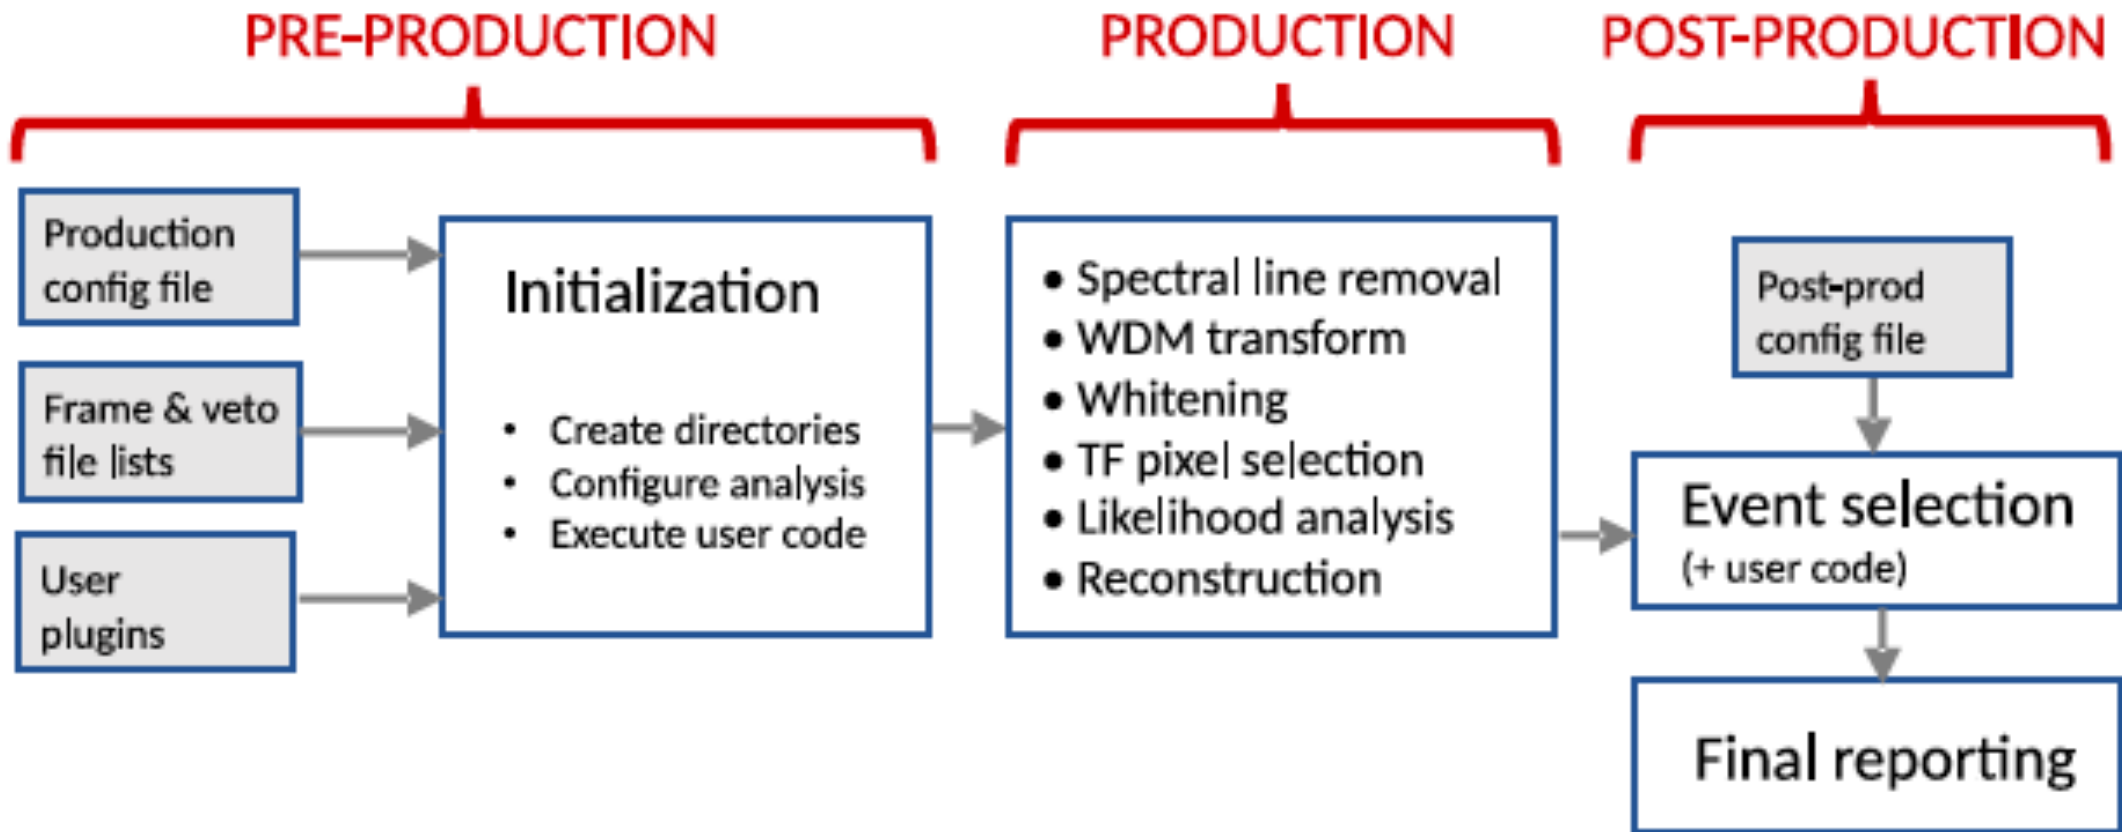 PRE-PRODUCTION
PRODUCTION
POST-PRODUCTION
Production
config file
Frame & veto
file lists
User
plugins
Initialization
• Create directories
• Configure analysis
• Execute user code
• Spectral line removal
• WDM transform
• Whitening
• TF pixel selection
• Likelihood analysis
• Reconstruction
Post-prod
config file
Event selection
(+ user code)
Final reporting